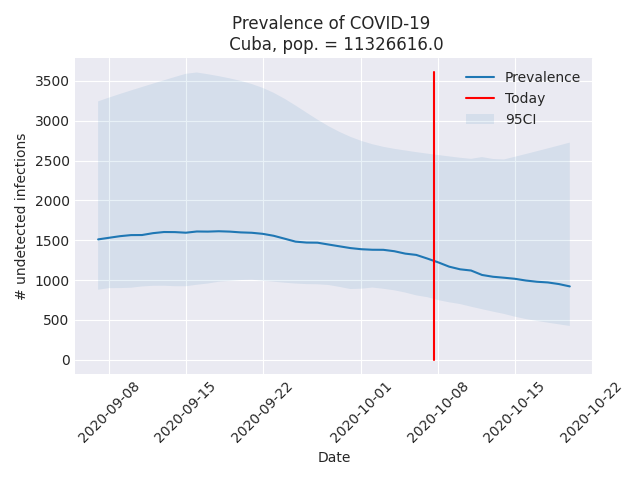 Prevalence of COVID-19
Cuba, pop. = 11326616.0
Prevalence
Today
95CI
# undetected infections
3500
3000
2500
2000
1500
1000
500
0
2020-09-08
2020-09-15
2020-09-22
2020-10-01
2020-10-08
2020-10-15
2020-10-22
Date